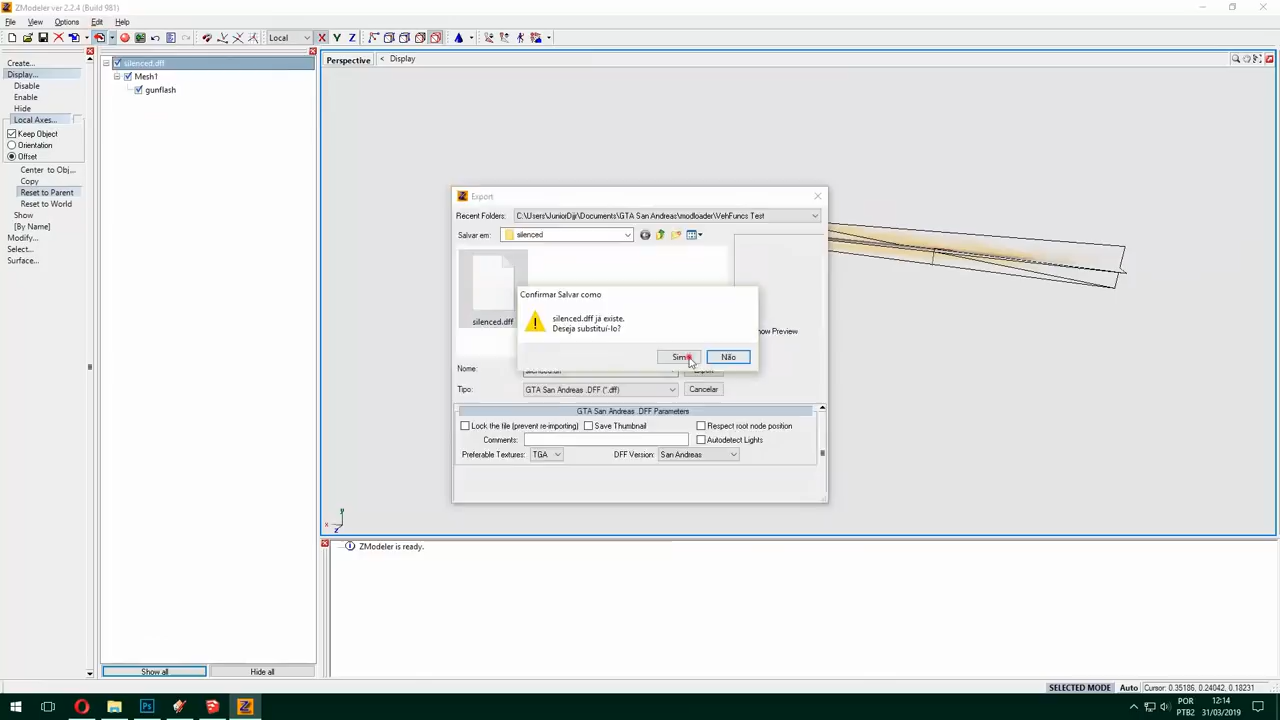 ZModeler ver 2.2.4 (Build 981)
File View Options Edit Help
Local X Y Z
Create...
Display...
Disable
Enable
Hide
Local Axes...
Keep Object
Orientation
Offset
Center to Obj...
Copy
Reset to Parent
Reset to World
Show
[By Name]
Modify...
Select...
Surface...
silenced.dff
Mesh1
gunflash
Show all
Hide all
Perspective < Display
Export
Recent Folders: C:\Users\JuniorDjjr\Documents\GTA San Andreas\modloader\VehFuncs Test
Salvar em: silenced
silenced.dff
Confirmar Salvar como
silenced.dff já existe.
Deseja substituí-lo?
Sim
Não
Show Preview
Nome: silenced.dff
Tipo: GTA San Andreas .DFF (*.dff)
Cancelar
GTA San Andreas .DFF Parameters
Lock the file (prevent re-importing) Save Thumbnail Respect root node position
Comments: Autodetect Lights
Preferable Textures: TGA DFF Version: San Andreas
y
x
z
ZModeler is ready.
SELECTED MODE Auto Cursor: 0.35186, 0.24042, 0.18231
POR
PTB2
12:14
31/03/2019